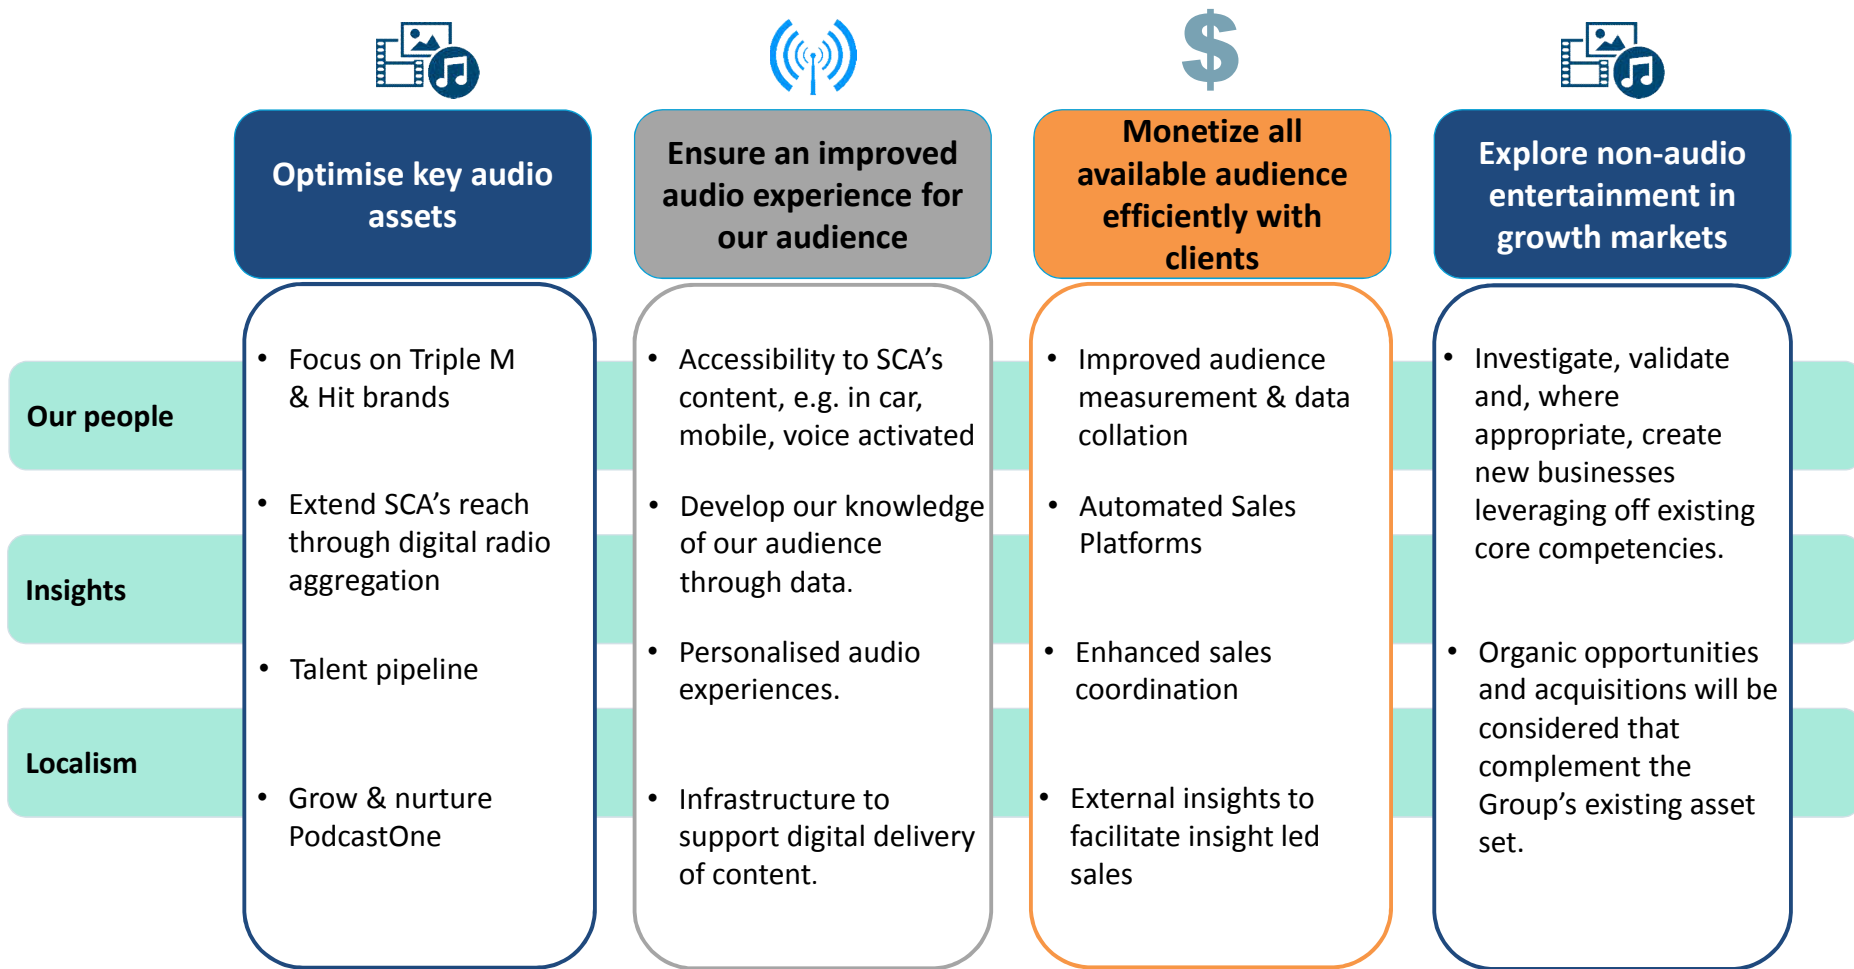 $
Optimise key audio
assets
Ensure an improved
audio experience for
our audience
Monetize all
available audience
efficiently with
clients
Explore non-audio
entertainment in
growth markets
Our people
Insights
Localism
• Focus on Triple M
& Hit brands
• Extend SCA’s reach
through digital radio
aggregation
• Talent pipeline
• Grow & nurture
PodcastOne
• Accessibility to SCA’s
content, e.g. in car,
mobile, voice activated
• Develop our knowledge
of our audience
through data.
• Personalised audio
experiences.
• Infrastructure to
support digital delivery
of content.
• Improved audience
measurement & data
collation
• Automated Sales
Platforms
• Enhanced sales
coordination
• External insights to
facilitate insight led
sales
• Investigate, validate
and, where
appropriate, create
new businesses
leveraging off existing
core competencies.
• Organic opportunities
and acquisitions will be
considered that
complement the
Group’s existing asset
set.